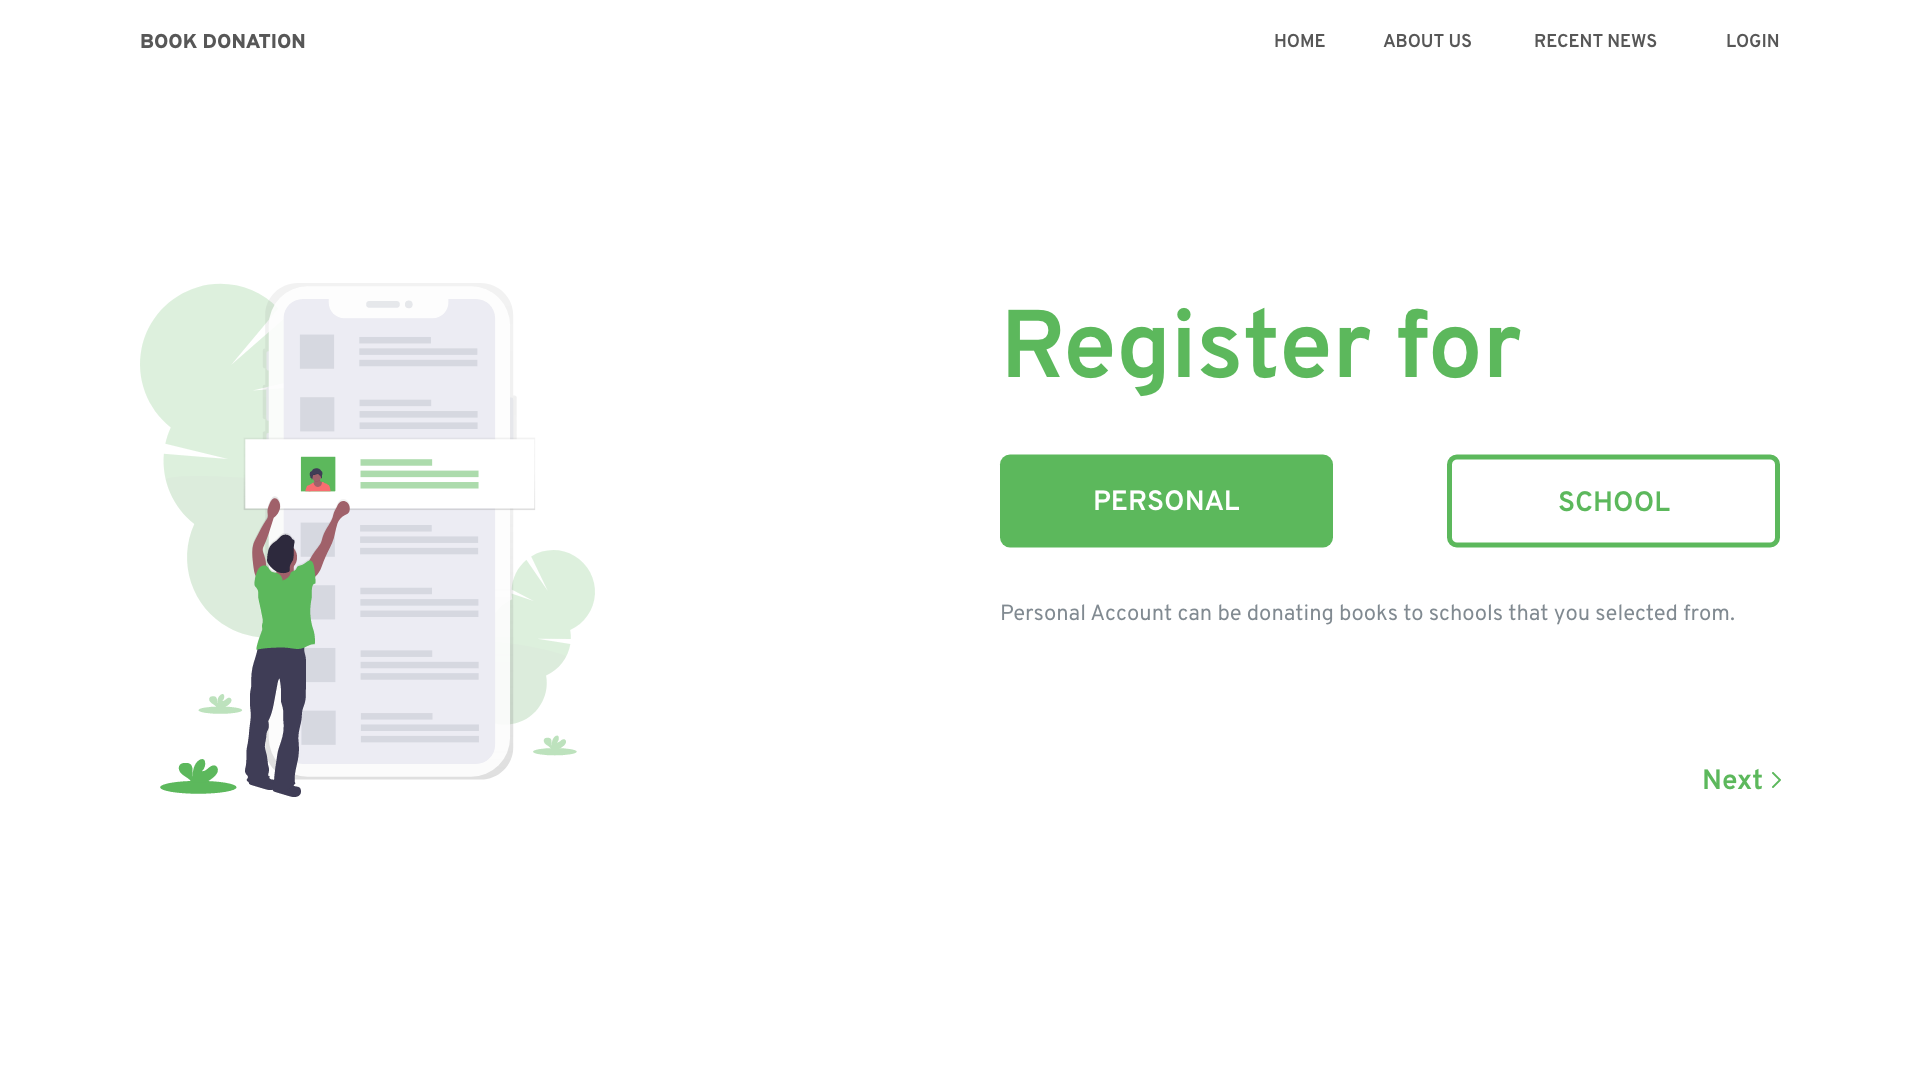 BOOK DONATION
HOME ABOUT US RECENT NEWS LOGIN
Register for
PERSONAL SCHOOL
Personal Account can be donating books to schools that you selected from.
Next